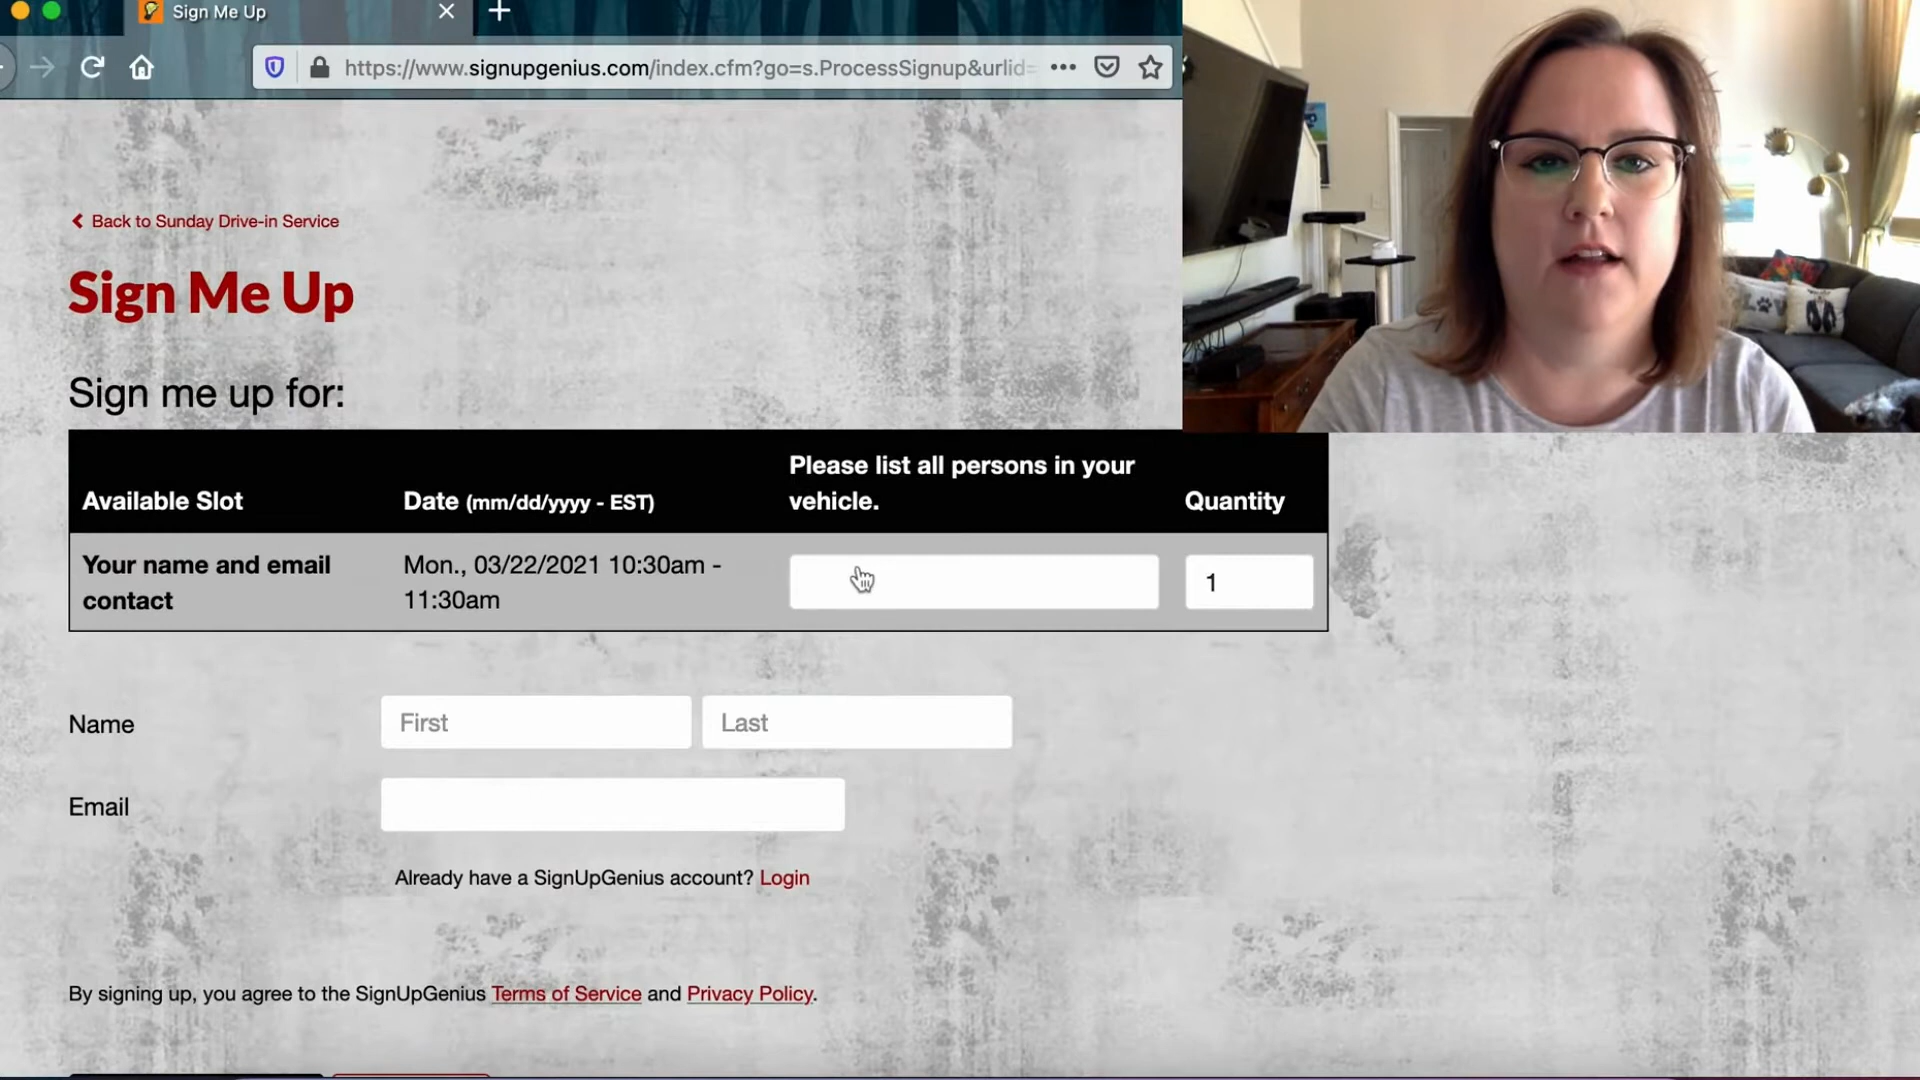 Sign Me Up
https://www.signupgenius.com/index.cfm?go=s.ProcessSignup&urlid=
Back to Sunday Drive-in Service
Sign Me Up
Sign me up for:
Available Slot
Date (mm/dd/yyyy - EST)
Please list all persons in your
vehicle.
Quantity
Your name and email
contact
Mon., 03/22/2021 10:30am -
11:30am
1
Name
First
Last
Email
Already have a SignUpGenius account? Login
By signing up, you agree to the SignUpGenius Terms of Service and Privacy Policy.